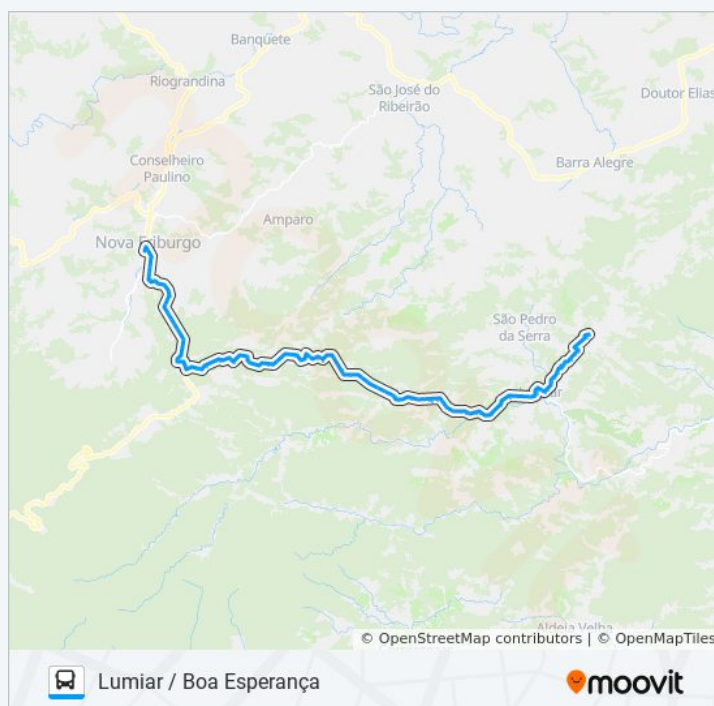 Banquete
Riograndina
São José do
Ribeirão
Doutor Elias
Conselheiro
Paulino
Barra Alegre
Amparo
Nova Friburgo
São Pedro
da Serra
Aldeia Velha
© OpenStreetMap contributors | © OpenMapTiles
Lumiar / Boa Esperança
moovit